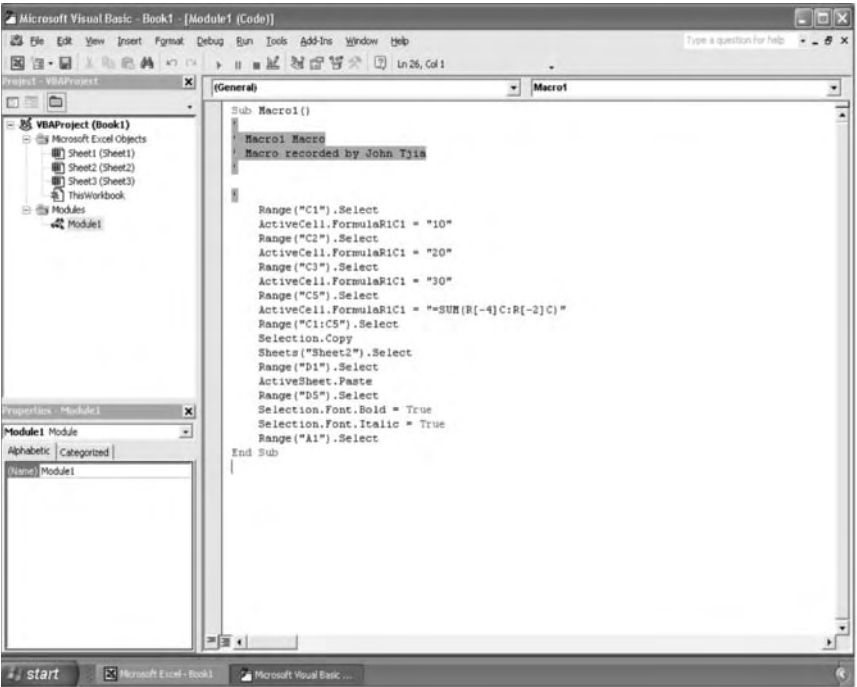 Microsoft Visual Basic - Book1 - [Module1 (Code)]
File Edit View Insert Format Debug Run Tools Add-Ins Window Help
Type a question for help
Ln 26, Col 1
Project - VBAProject
(General)
Macro1
VBAProject (Book1)
Microsoft Excel Objects
Sheet1 (Sheet1)
Sheet2 (Sheet2)
Sheet3 (Sheet3)
ThisWorkbook
Modules
Module1
Sub Macro1()
'
' Macro1 Macro
' Macro recorded by John Tjia
'
'
Range("C1").Select
ActiveCell.FormulaR1C1 = "10"
Range("C2").Select
ActiveCell.FormulaR1C1 = "20"
Range("C3").Select
ActiveCell.FormulaR1C1 = "30"
Range("C5").Select
ActiveCell.FormulaR1C1 = "=SUM(R[-4]C:R[-2]C)"
Range("C1:C5").Select
Selection.Copy
Sheets("Sheet2").Select
Range("D1").Select
ActiveSheet.Paste
Range("D5").Select
Selection.Font.Bold = True
Selection.Font.Italic = True
Range("A1").Select
End Sub
Properties - Module1
Module1 Module
Alphabetic Categorized
(Name) Module1
start
Microsoft Excel - Book1
Microsoft Visual Basic ...